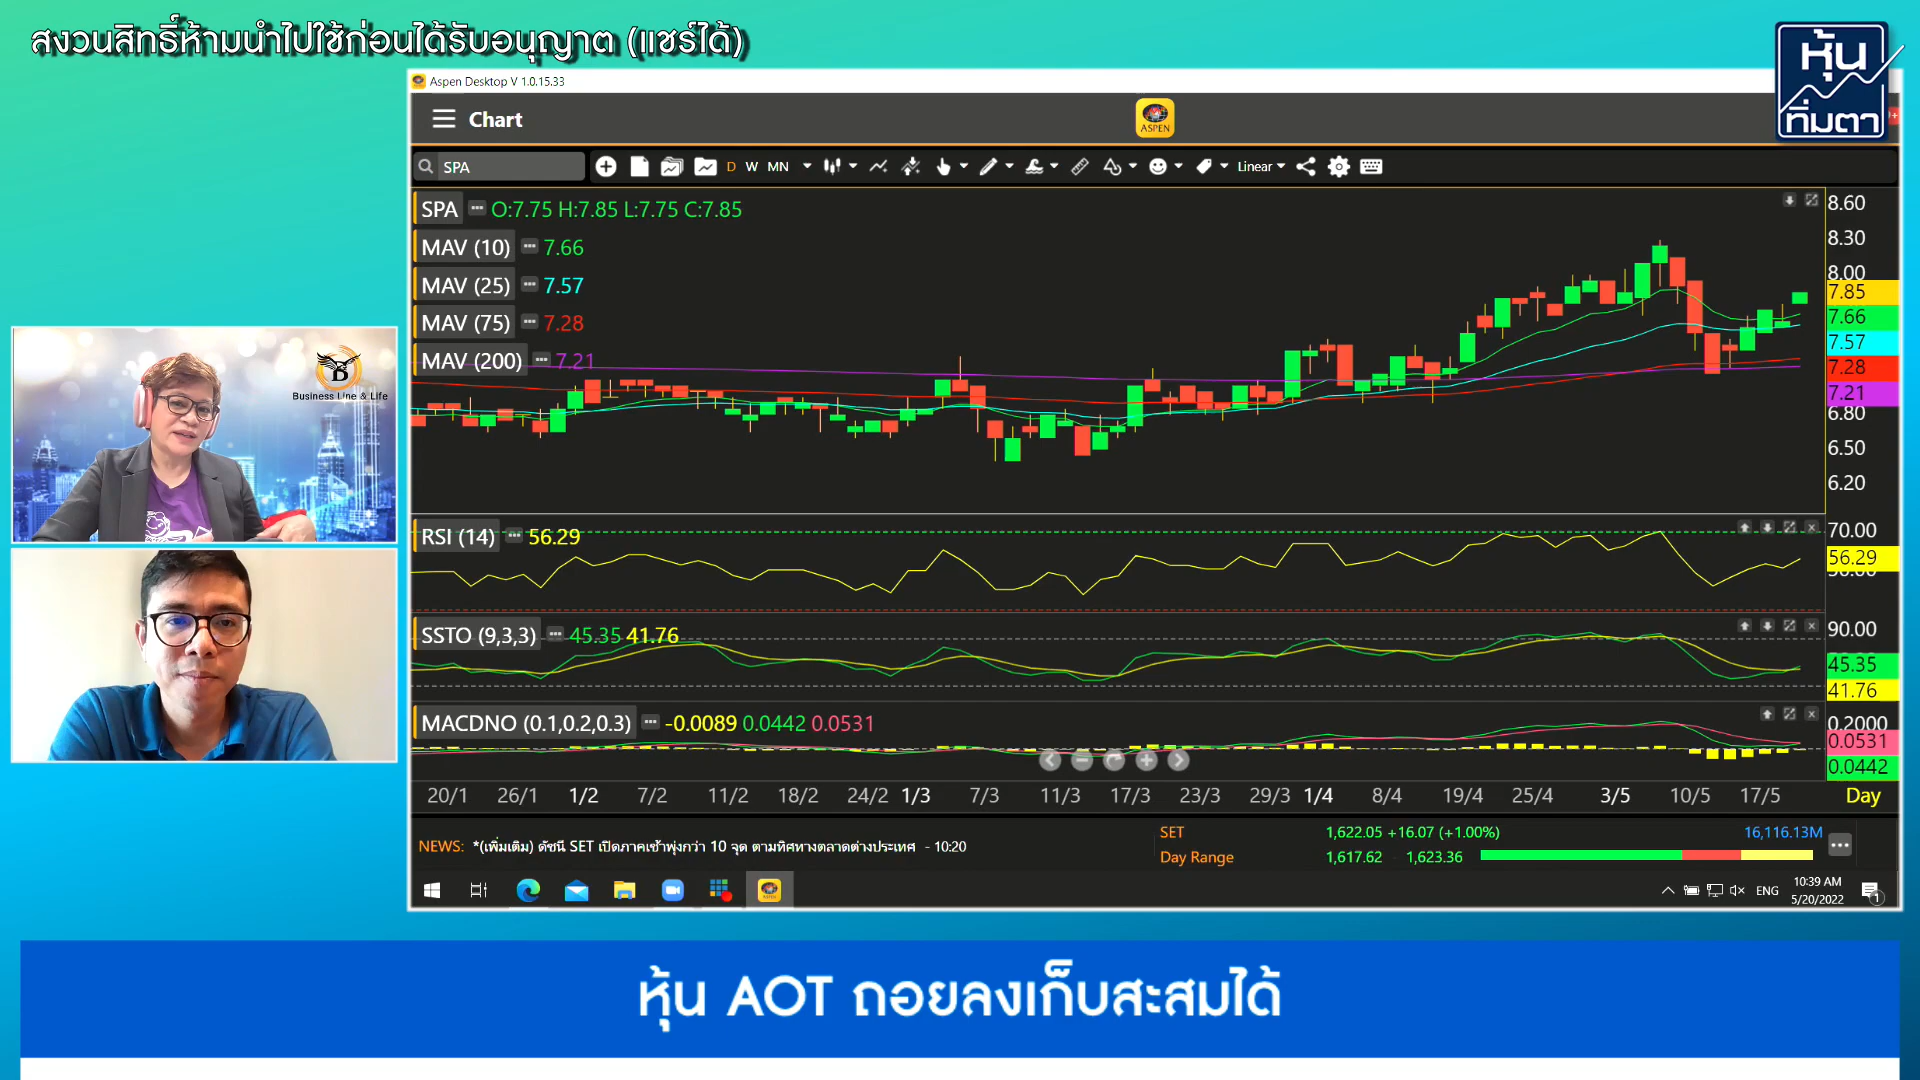 สงวนสิทธิ์ห้ามนำไปใช้ก่อนได้รับอนุญาต (แชร์ได้)
หุ้น
ทิ่มตา
Aspen Desktop V 1.0.15.33
Chart
ASPEN
SPA
D W MN
Linear
SPA O:7.75 H:7.85 L:7.75 C:7.85
MAV (10) 7.66
MAV (25) 7.57
MAV (75) 7.28
MAV (200) 7.21
8.60
8.30
8.00
7.85
7.66
7.57
7.28
7.21
6.80
6.50
6.20
B
Business Line & Life
RSI (14) 56.29
70.00
56.29
SSTO (9,3,3) 45.35 41.76
90.00
45.35
41.76
MACDNO (0.1,0.2,0.3) -0.0089 0.0442 0.0531
0.2000
0.0531
0.0442
20/1 26/1 1/2 7/2 11/2 18/2 24/2 1/3 7/3 11/3 17/3 23/3 29/3 1/4 8/4 19/4 25/4 3/5 10/5 17/5 Day
NEWS: *(เพิ่มเติม) ดัชนี SET เปิดภาคเช้าพุ่งกว่า 10 จุด ตามทิศทางตลาดต่างประเทศ - 10:20
SET 1,622.05 +16.07 (+1.00%) 16,116.13M
Day Range 1,617.62 1,623.36
ENG
10:39 AM
5/20/2022
1
หุ้น AOT ถอยลงเก็บสะสมได้